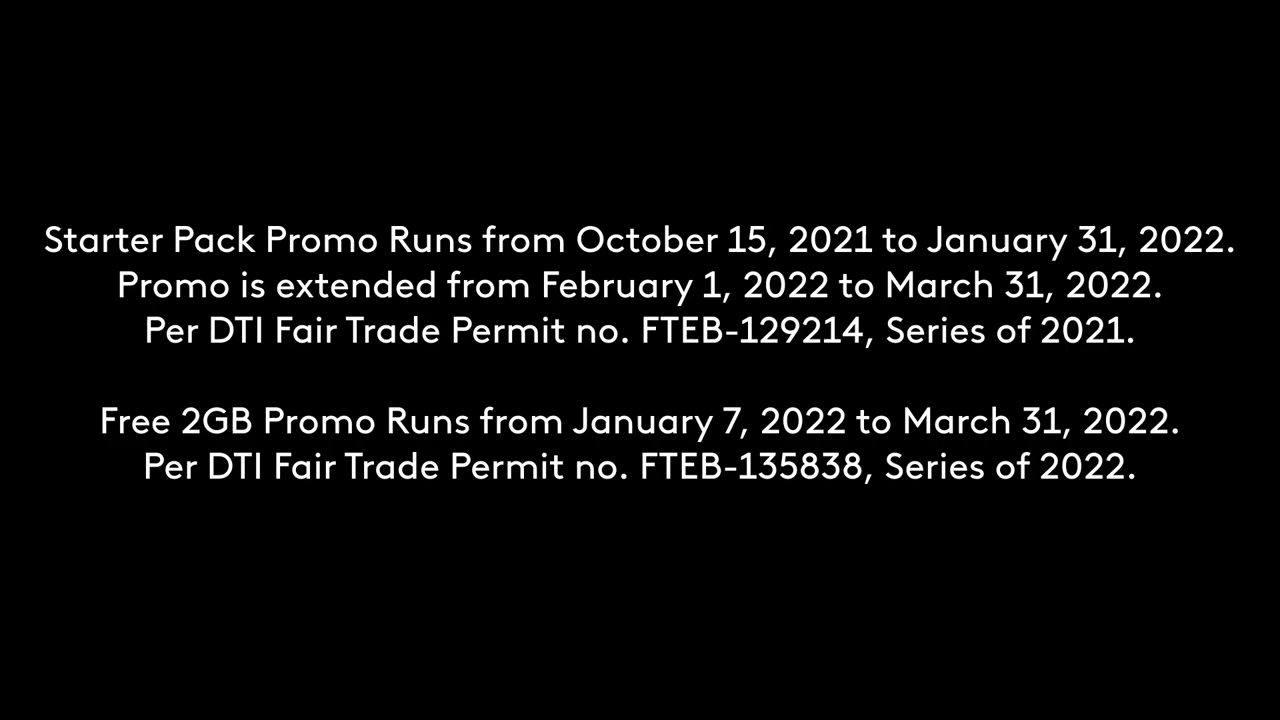 Starter Pack Promo Runs from October 15, 2021 to January 31, 2022.
Promo is extended from February 1, 2022 to March 31, 2022.
Per DTI Fair Trade Permit no. FTEB-129214, Series of 2021.
Free 2GB Promo Runs from January 7, 2022 to March 31, 2022.
Per DTI Fair Trade Permit no. FTEB-135838, Series of 2022.